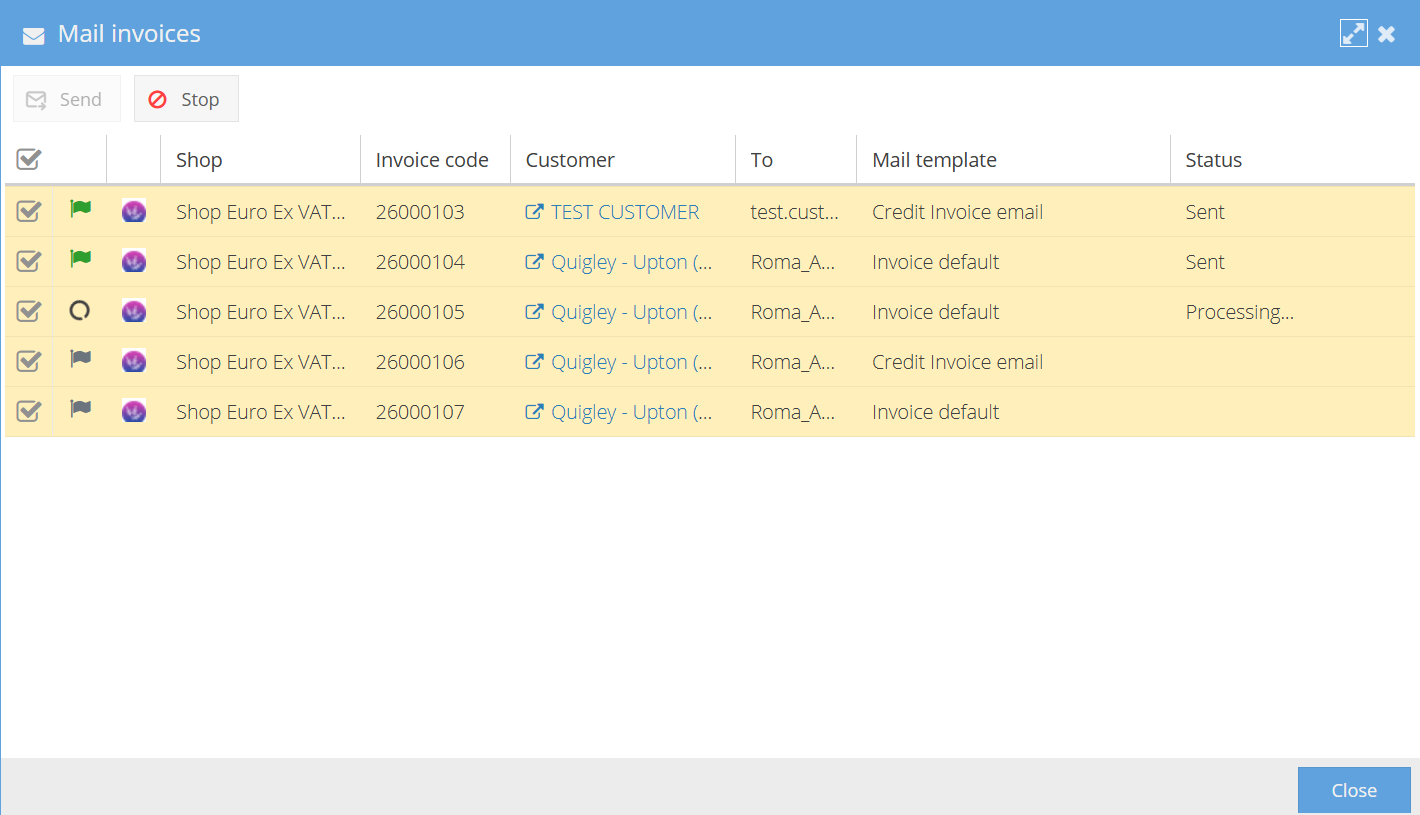 Mail invoices
Send Stop
Shop Invoice code Customer To Mail template Status
Shop Euro Ex VAT... 26000103 TEST CUSTOMER test.cust... Credit Invoice email Sent
Shop Euro Ex VAT... 26000104 Quigley - Upton (... Roma_A... Invoice default Sent
Shop Euro Ex VAT... 26000105 Quigley - Upton (... Roma_A... Invoice default Processing...
Shop Euro Ex VAT... 26000106 Quigley - Upton (... Roma_A... Credit Invoice email
Shop Euro Ex VAT... 26000107 Quigley - Upton (... Roma_A... Invoice default
Close